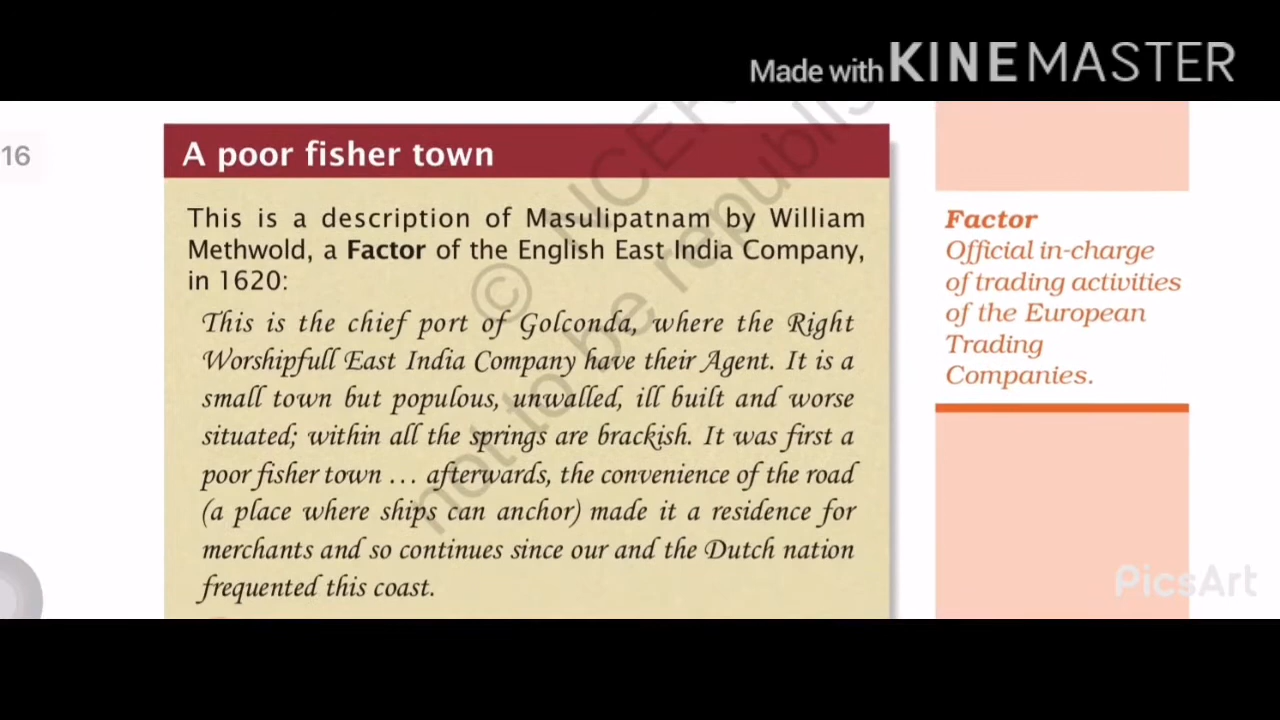 Made with KINEMASTER
16
A poor fisher town
This is a description of Masulipatnam by William
Methwold, a Factor of the English East India Company,
in 1620:
This is the chief port of Golconda, where the Right
Worshipfull East India Company have their Agent. It is a
small town but populous, unwalled, ill built and worse
situated; within all the springs are brackish. It was first a
poor fisher town ... afterwards, the convenience of the road
(a place where ships can anchor) made it a residence for
merchants and so continues since our and the Dutch nation
frequented this coast.
Factor
Official in-charge
of trading activities
of the European
Trading
Companies.
© NCER
not to be republis
PicsArt